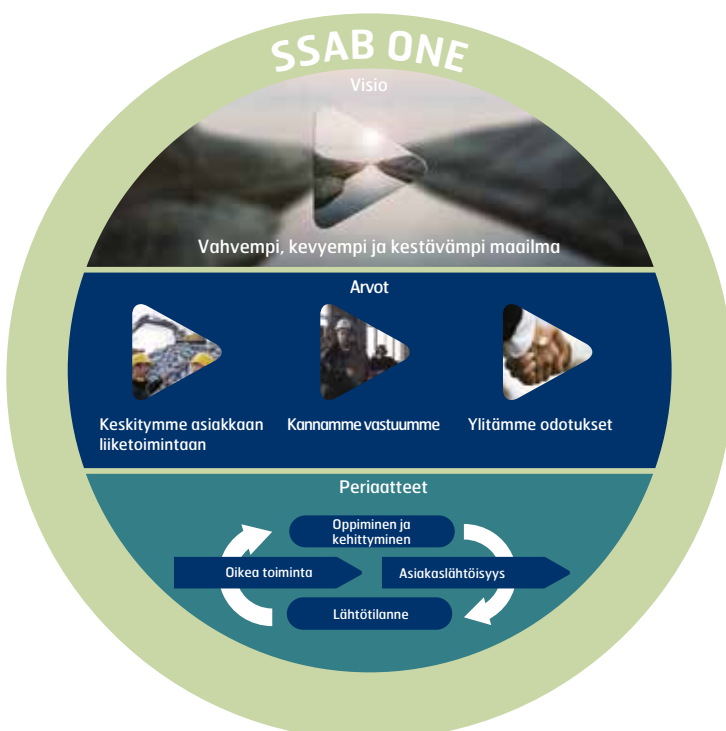 SSAB ONE
Visio
Vahvempi, kevyempi ja kestävämpi maailma
Arvot
Keskitymme asiakkaan
liiketoimintaan
Kannamme vastuumme
Ylitämme odotukset
Periaatteet
Oppiminen ja
kehittyminen
Oikea toiminta
Asiakaslähtöisyys
Lähtötilanne